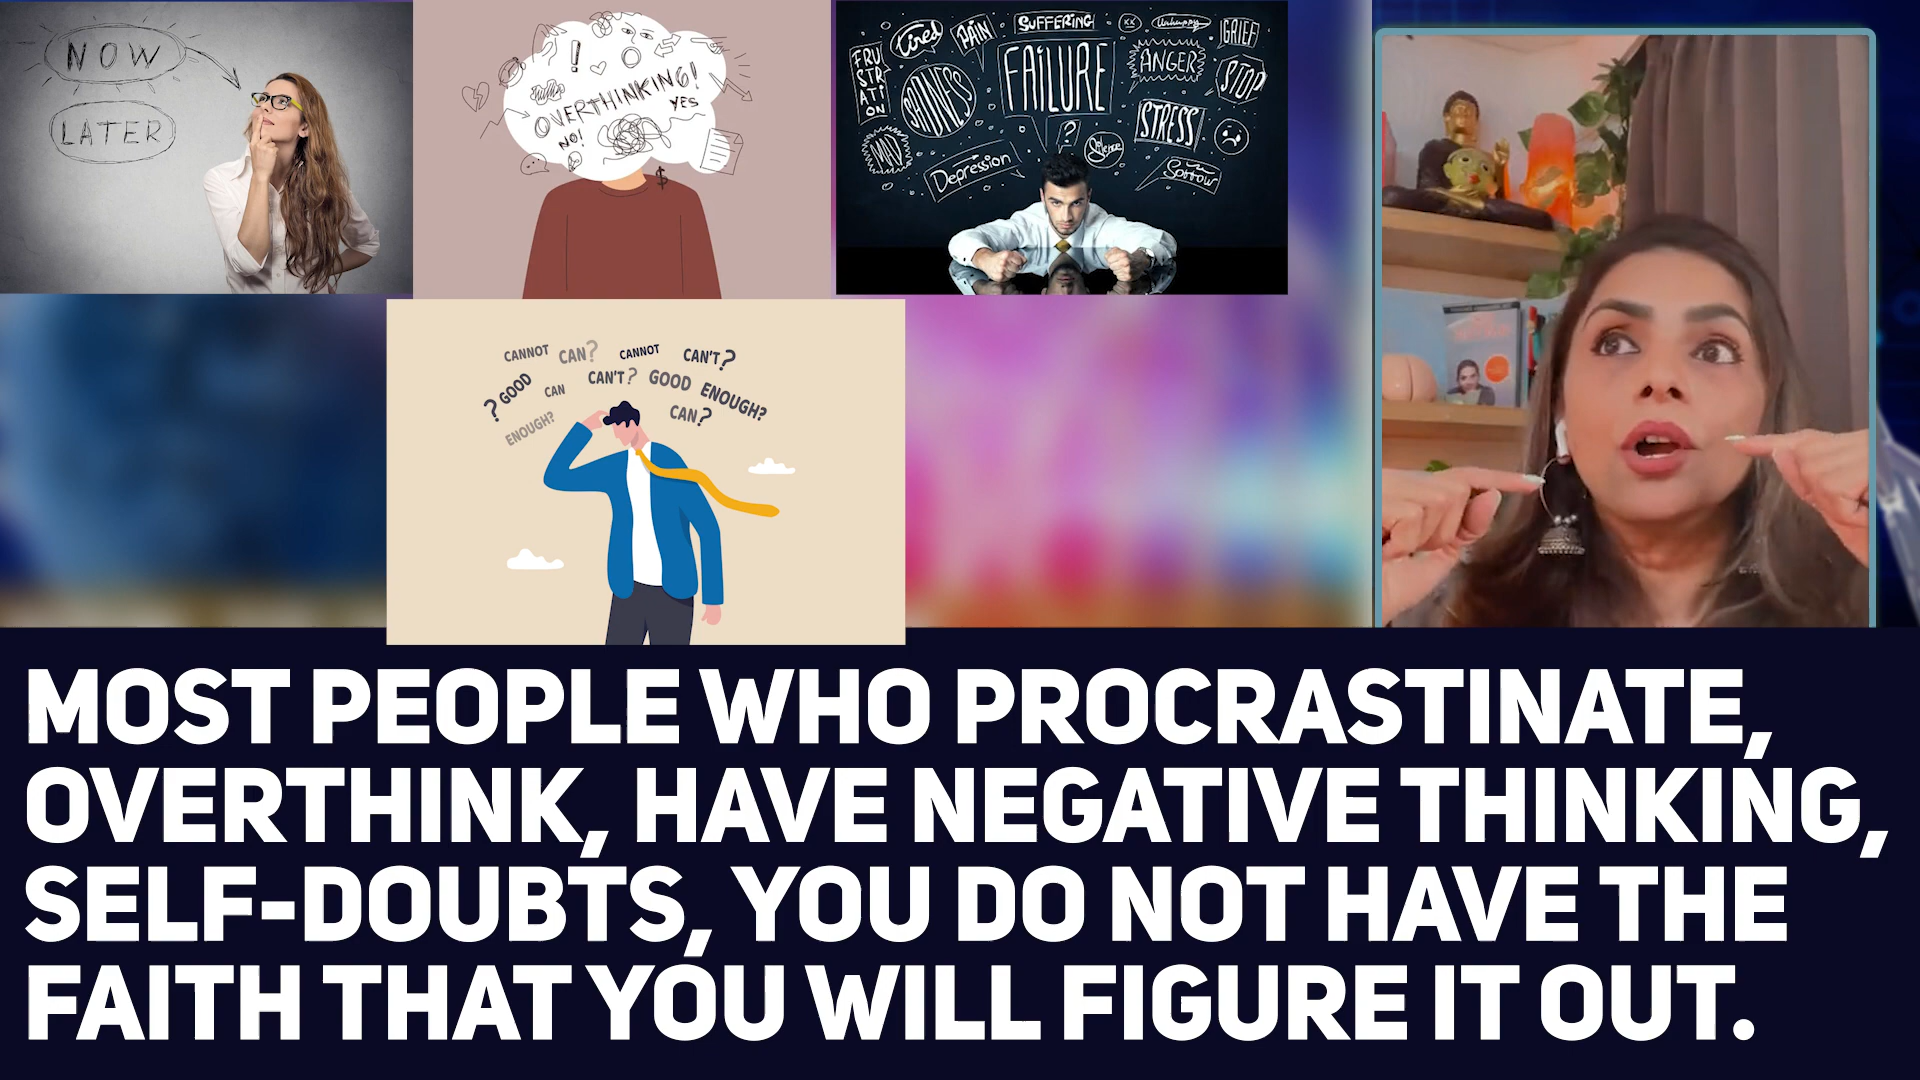 NOW
LATER
OVERTHINKING!
YES
NO!
$
FRUSTRATION
Tired
PAIN
SUFFERING
Unhappy
GRIEF
SADNESS
FAILURE
ANGER
STOP
STRESS
MAD
?
Depression
Sorrow
CANNOT CAN? CANNOT CAN'T?
? GOOD CAN CAN'T? GOOD ENOUGH?
ENOUGH? CAN?
MOST PEOPLE WHO PROCRASTINATE,
OVERTHINK, HAVE NEGATIVE THINKING,
SELF-DOUBTS, YOU DO NOT HAVE THE
FAITH THAT YOU WILL FIGURE IT OUT.